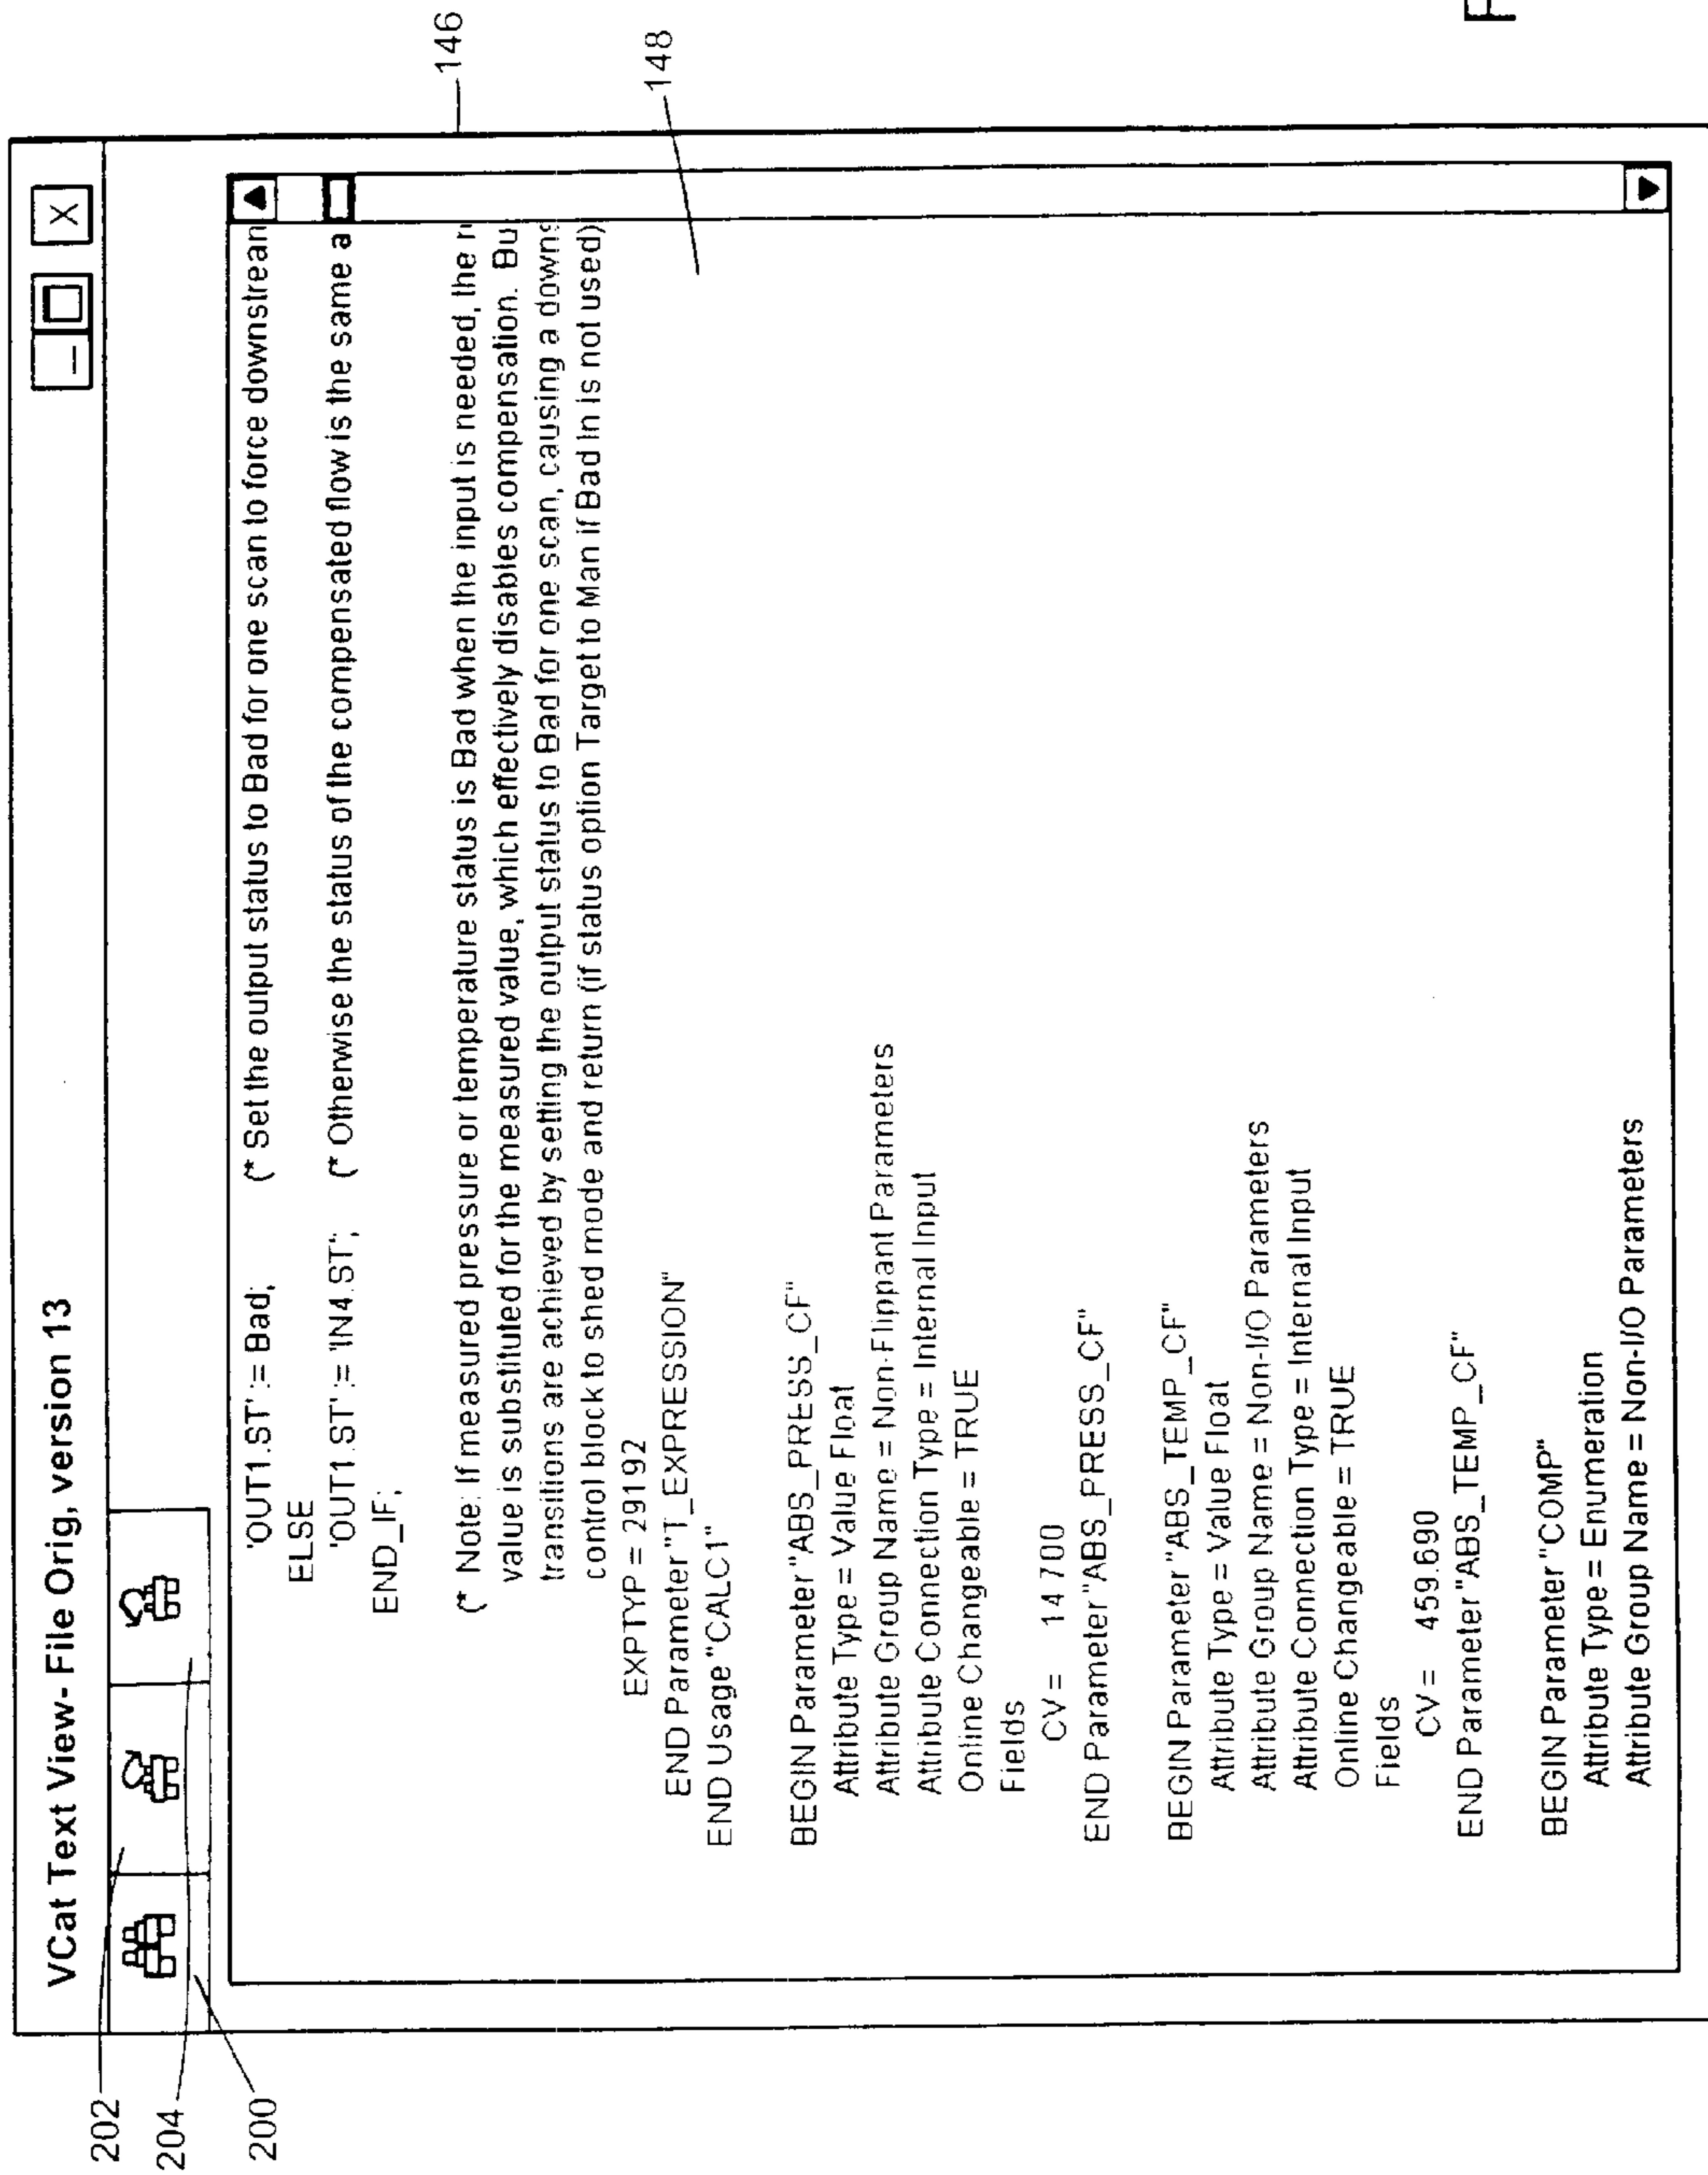 VCat Text View- File Orig, version 13
X
202
204
200
146
148
'OUT1.ST' := Bad; (* Set the output status to Bad for one scan to force downstrean
ELSE
'OUT1.ST' := 'IN4.ST'; (* Otherwise the status of the compensated flow is the same a
END_IF;
(* Note: If measured pressure or temperature status is Bad when the input is needed, the
value is substituted for the measured value, which effectively disables compensation. Bu
transitions are achieved by setting the output status to Bad for one scan, causing a downs
control block to shed mode and return (if status option Target to Man if Bad In is not used)
EXPTYP = 291192
END Parameter "T_EXPRESSION"
END Usage "CALC1"
BEGIN Parameter "ABS_PRESS_CF"
Attribute Type = Value Float
Attribute Group Name = Non-Flippant Parameters
Attribute Connection Type = Internal Input
Online Changeable = TRUE
Fields
CV = 14 700
END Parameter "ABS_PRESS_CF"
BEGIN Parameter "ABS_TEMP_CF"
Attribute Type = Value Float
Attribute Group Name = Non-I/O Parameters
Attribute Connection Type = Internal Input
Online Changeable = TRUE
Fields
CV = 459.690
END Parameter "ABS_TEMP_CF"
BEGIN Parameter "COMP"
Attribute Type = Enumeration
Attribute Group Name = Non-I/O Parameters